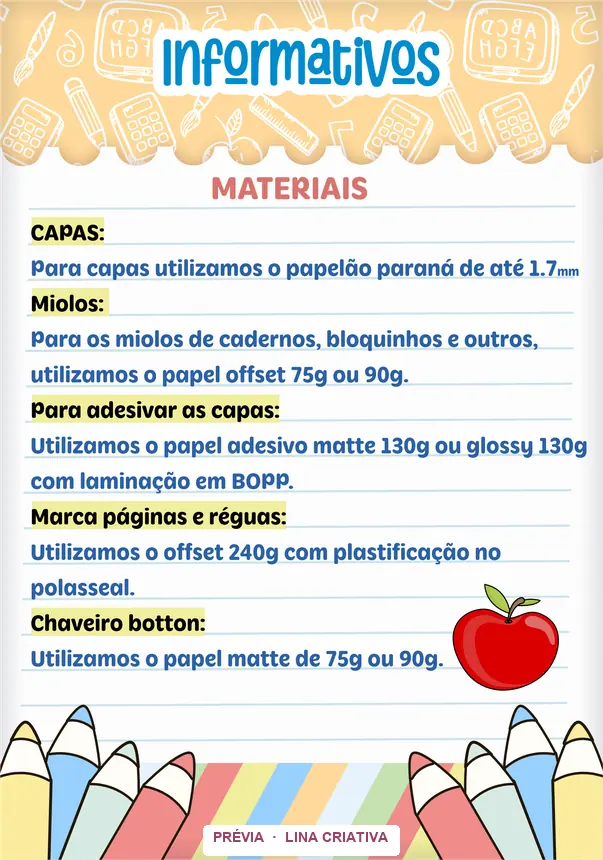 Informativos
MATERIAIS
CAPAS:
Para capas utilizamos o papelão paraná de até 1.7mm
Miolos:
Para os miolos de cadernos, bloquinhos e outros,
utilizamos o papel offset 75g ou 90g.
Para adesivar as capas:
Utilizamos o papel adesivo matte 130g ou glossy 130g
com laminação em BOPP.
Marca páginas e réguas:
Utilizamos o offset 240g com plastificação no
polasseal.
Chaveiro botton:
Utilizamos o papel matte de 75g ou 90g.
PRÉVIA · LINA CRIATIVA